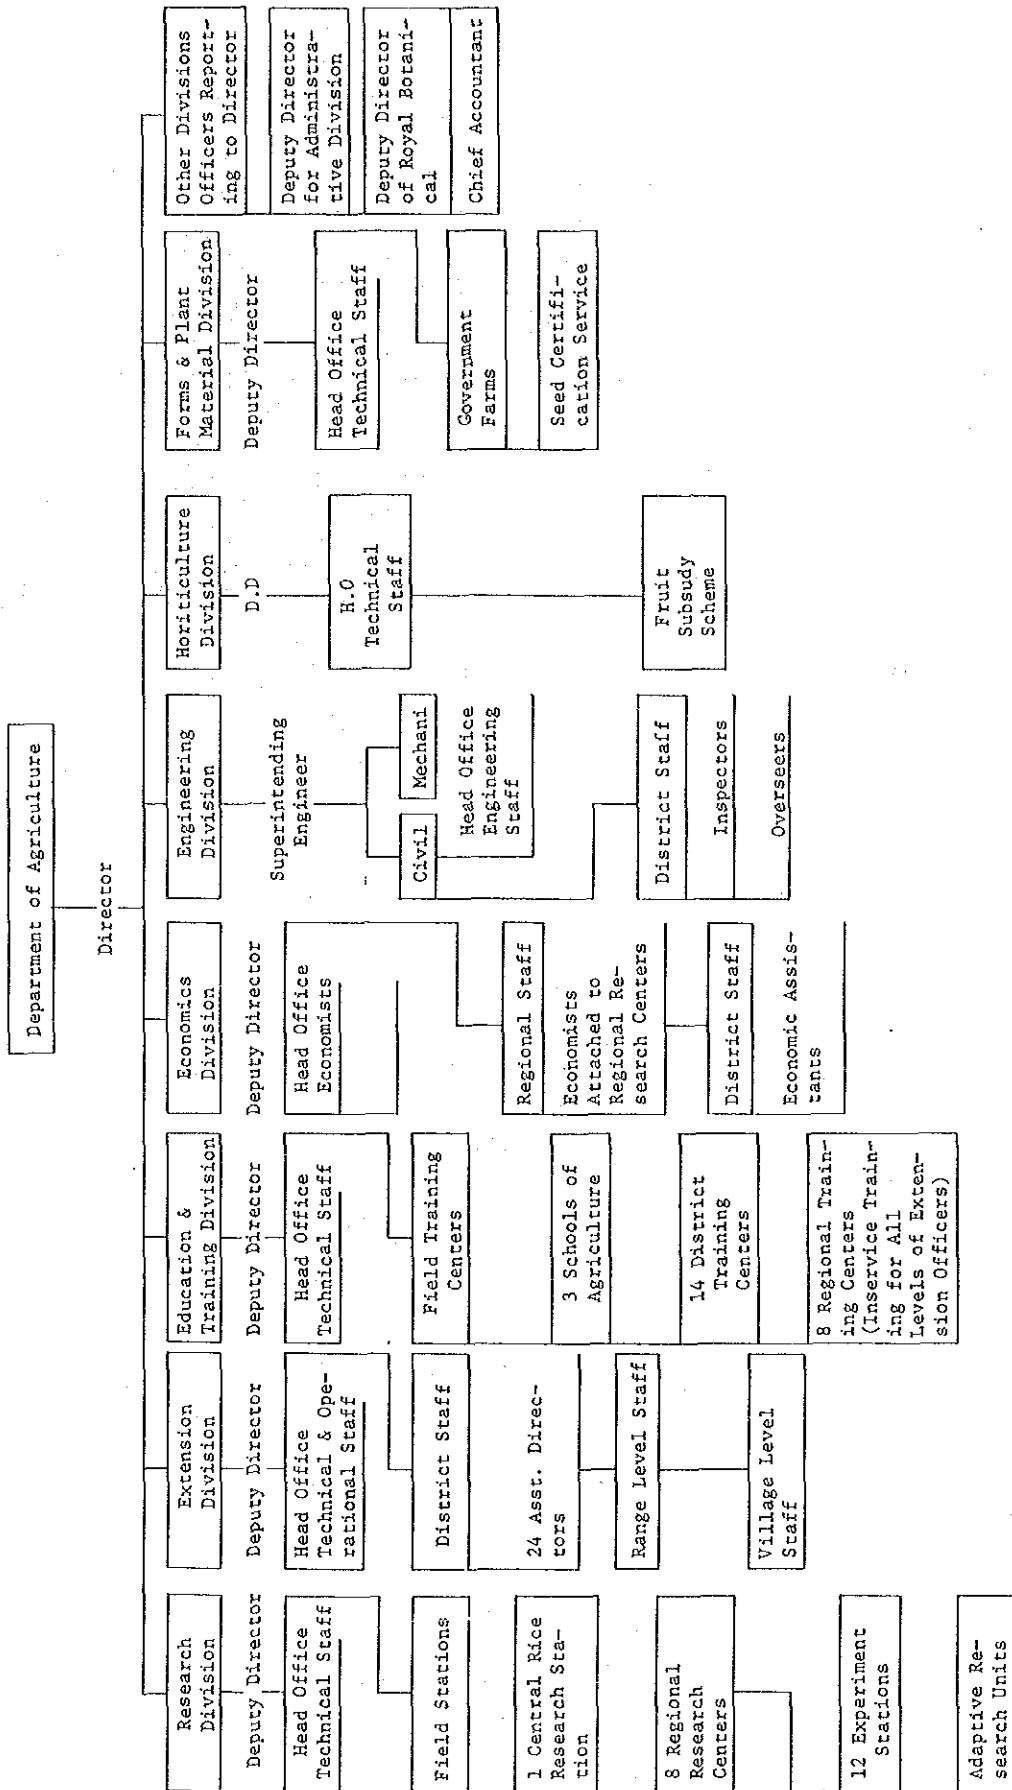 Department of Agriculture
Director
Research
Division
Deputy Director
Head Office
Technical Staff
Field Stations
1 Central Rice
Research Sta-
tion
8 Regional
Research
Centers
12 Experiment
Stations
Adaptive Re-
search Units
Extension
Division
Deputy Director
Head Office
Technical & Ope-
rational Staff
District Staff
24 Asst. Direc-
tors
Range Level Staff
Village Level
Staff
Education &
Training Division
Deputy Director
Head Office
Technical Staff
Field Training
Centers
3 Schools of
Agriculture
14 District
Training
Centers
8 Regional Train-
ing Centers
(Inservice Train-
ing for All
Levels of Exten-
sion Officers)
Economics
Division
Deputy Director
Head Office
Economists
Regional Staff
Economists
Attached to
Regional Re-
search Centers
District Staff
Economic Assis-
tants
Engineering
Division
Superintending
Engineer
Civil
Mechani
Head Office
Engineering
Staff
District Staff
Inspectors
Overseers
Horiticulture
Division
D.D
H.O
Technical
Staff
Fruit
Subsudy
Scheme
Forms & Plant
Material Division
Deputy Director
Head Office
Technical Staff
Government
Farms
Seed Certifi-
cation Service
Other Divisions
Officers Report-
ing to Director
Deputy Director
for Administra-
tive Division
Deputy Director
of Royal Botani-
cal
Chief Accountant